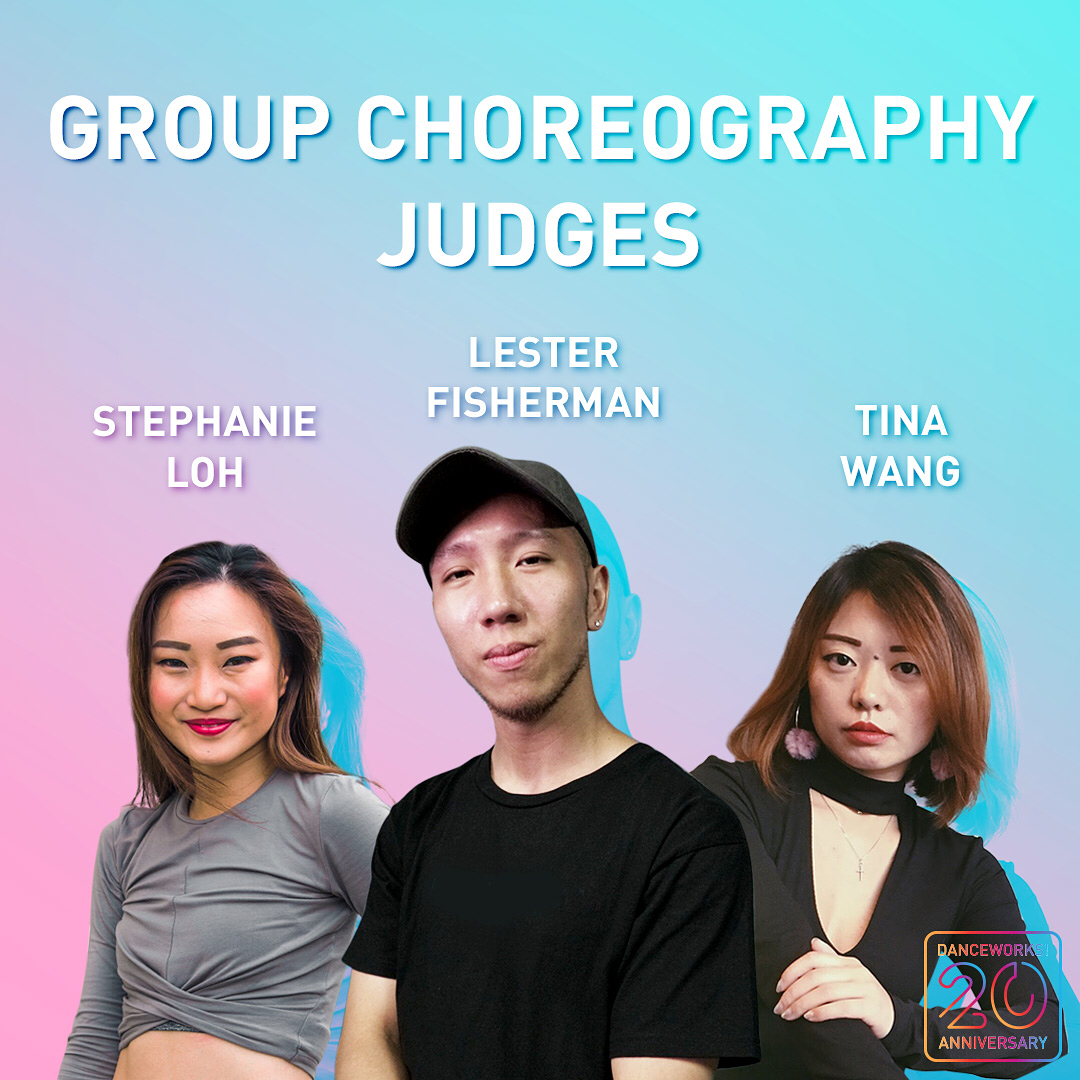 GROUP CHOREOGRAPHY
JUDGES
LESTER
FISHERMAN
STEPHANIE
LOH
TINA
WANG
DANCEWORKS!
20
ANNIVERSARY